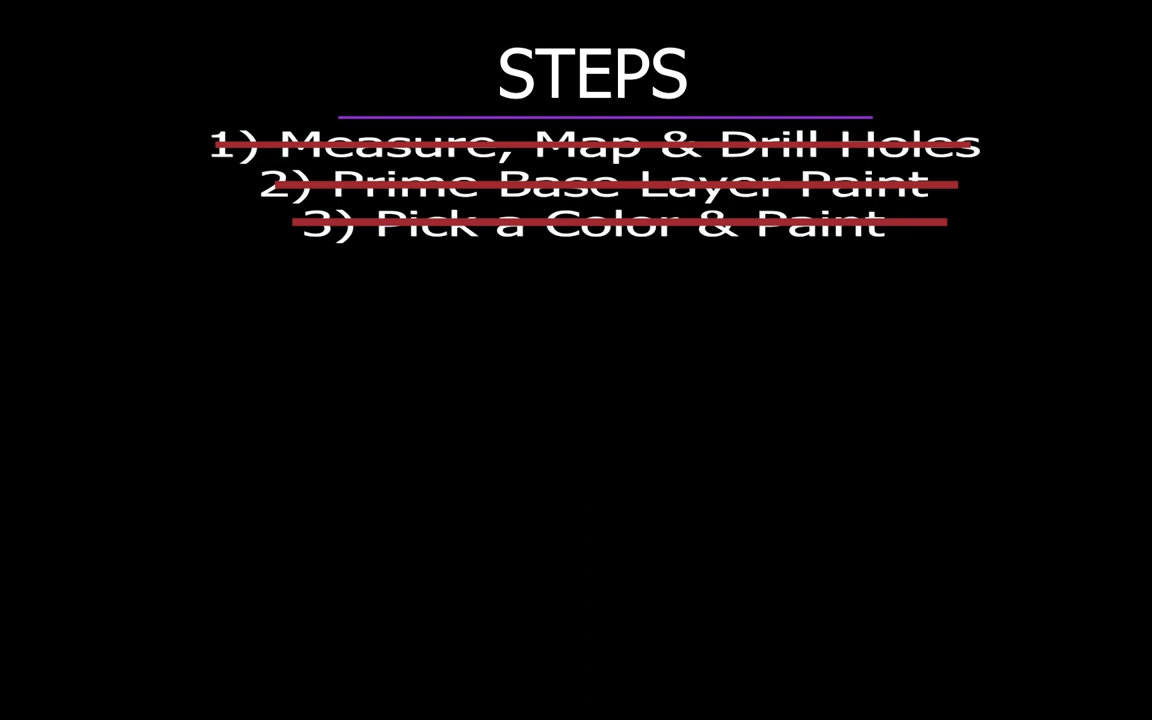 STEPS
1) Measure, Map & Drill Holes
2) Prime Base Layer Paint
3) Pick a Color & Paint